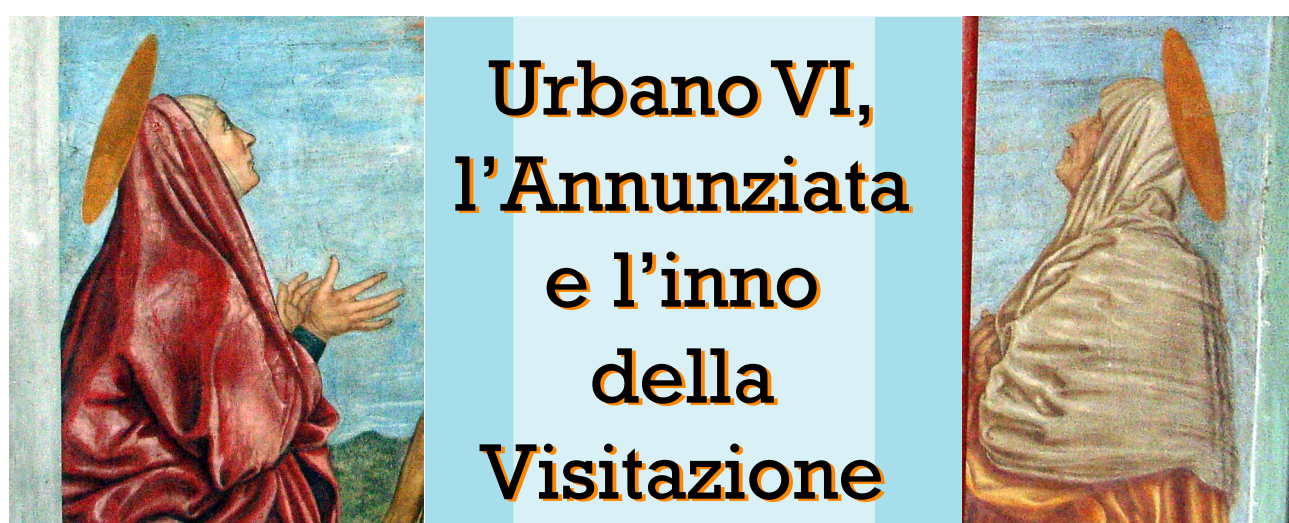 Urbano VI,
l’Annunziata
e l’inno
della
Visitazione